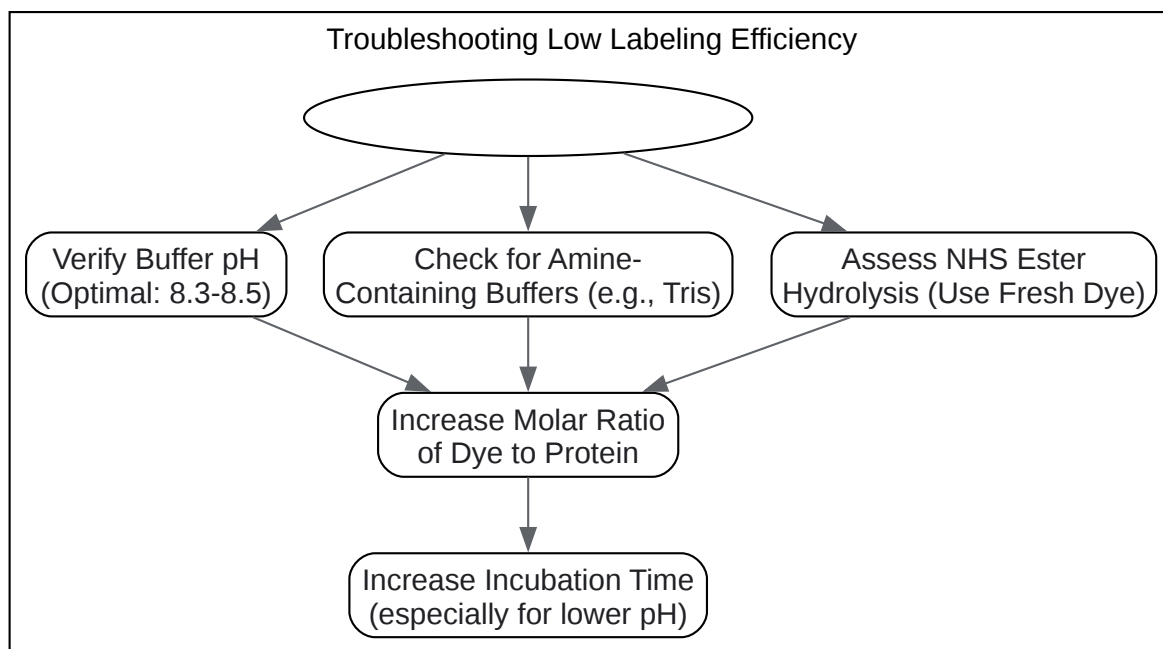 Troubleshooting Low Labeling Efficiency
Verify Buffer pH
(Optimal: 8.3-8.5)
Check for Amine-
Containing Buffers (e.g., Tris)
Assess NHS Ester
Hydrolysis (Use Fresh Dye)
Increase Molar Ratio
of Dye to Protein
Increase Incubation Time
(especially for lower pH)